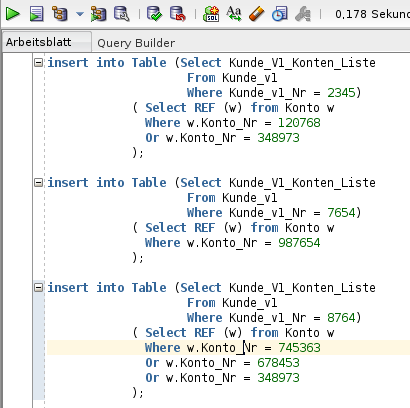 0,178 Sekun
Arbeitsblatt Query Builder
insert into Table (Select Kunde_V1_Konten_Liste
From Kunde_v1
Where Kunde_v1_Nr = 2345)
( Select REF (w) from Konto w
Where w.Konto_Nr = 120768
Or w.Konto_Nr = 348973
);
insert into Table (Select Kunde_V1_Konten_Liste
From Kunde_v1
Where Kunde_v1_Nr = 7654)
( Select REF (w) from Konto w
Where w.Konto_Nr = 987654
);
insert into Table (Select Kunde_V1_Konten_Liste
From Kunde_v1
Where Kunde_v1_Nr = 8764)
( Select REF (w) from Konto w
Where w.Konto_Nr = 745363
Or w.Konto_Nr = 678453
Or w.Konto_Nr = 348973
);